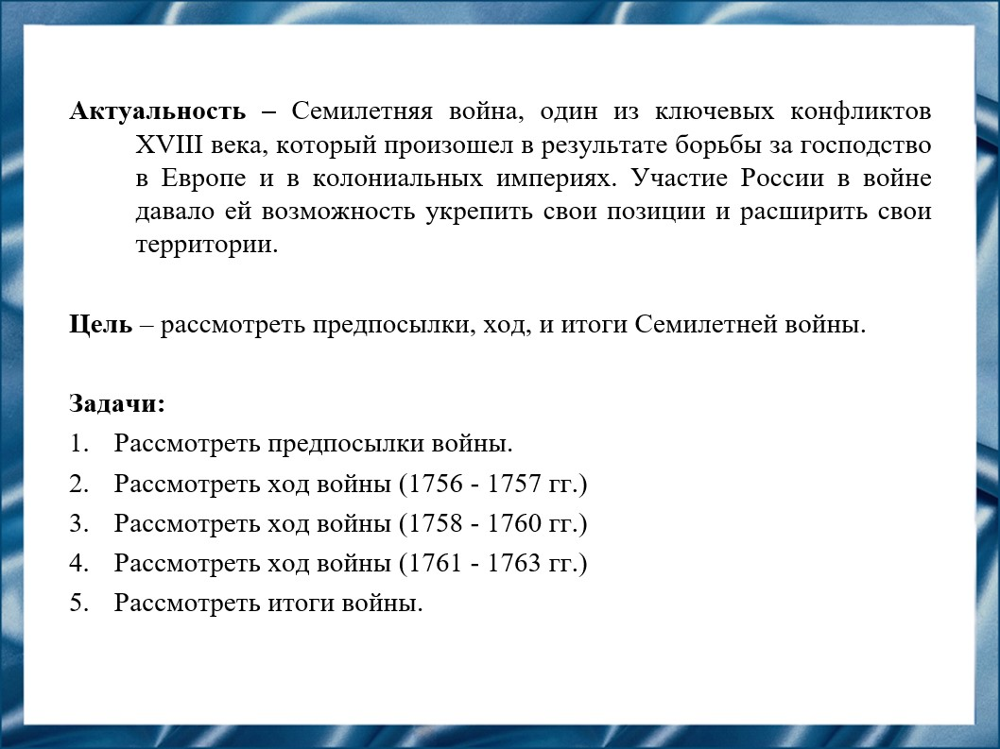 Актуальность – Семилетняя война, один из ключевых конфликтов
XVIII века, который произошел в результате борьбы за господство
в Европе и в колониальных империях. Участие России в войне
давало ей возможность укрепить свои позиции и расширить свои
территории.
Цель – рассмотреть предпосылки, ход, и итоги Семилетней войны.
Задачи:
1. Рассмотреть предпосылки войны.
2. Рассмотреть ход войны (1756 - 1757 гг.)
3. Рассмотреть ход войны (1758 - 1760 гг.)
4. Рассмотреть ход войны (1761 - 1763 гг.)
5. Рассмотреть итоги войны.